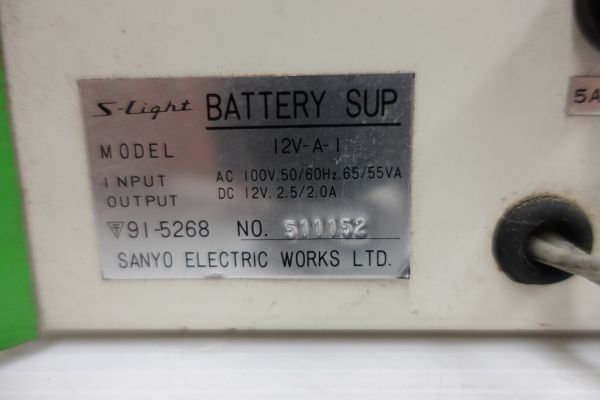 S-Light BATTERY SUP
MODEL 12V-A-1
INPUT AC 100V, 50/60Hz, 65/55VA
OUTPUT DC 12V, 2.5/2.0A
91-5268 NO. 511152
SANYO ELECTRIC WORKS LTD.
5A